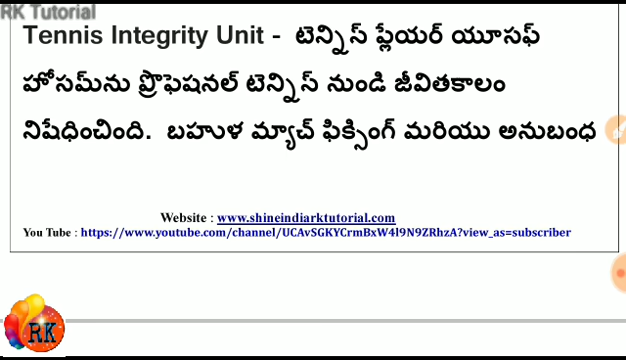 RK Tutorial
Tennis Integrity Unit - టెన్నిస్ ప్లేయర్ యూసఫ్
హోసమ్‌ను ప్రొఫెషనల్ టెన్నిస్ నుండి జీవితకాలం
నిషేధించింది. బహుళ మ్యాచ్ ఫిక్సింగ్ మరియు అనుబంధ
Website : www.shineindiarktutorial.com
You Tube : https://www.youtube.com/channel/UCAvSGKYCrmBxW4l9N9ZRhzA?view_as=subscriber
RK